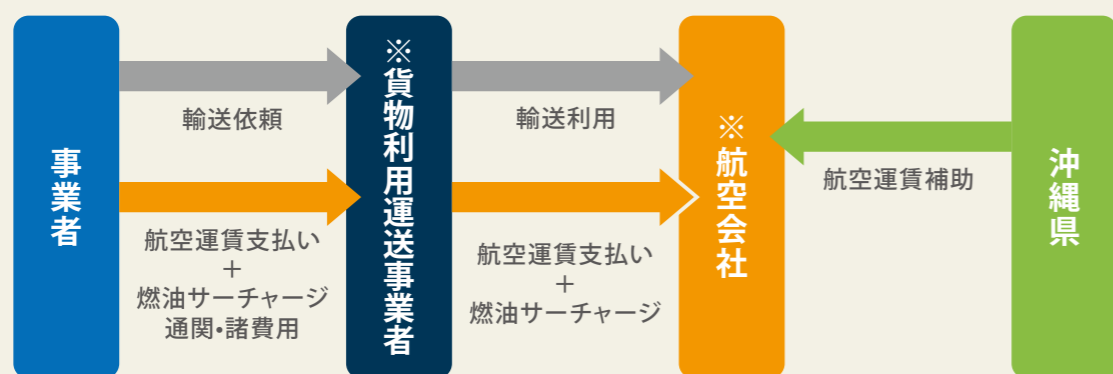 事業者
輸送依頼
航空運賃支払い
＋
燃油サーチャージ
通関・諸費用
※貨物利用運送事業者
輸送利用
航空運賃支払い
＋
燃油サーチャージ
※航空会社
航空運賃補助
沖縄県